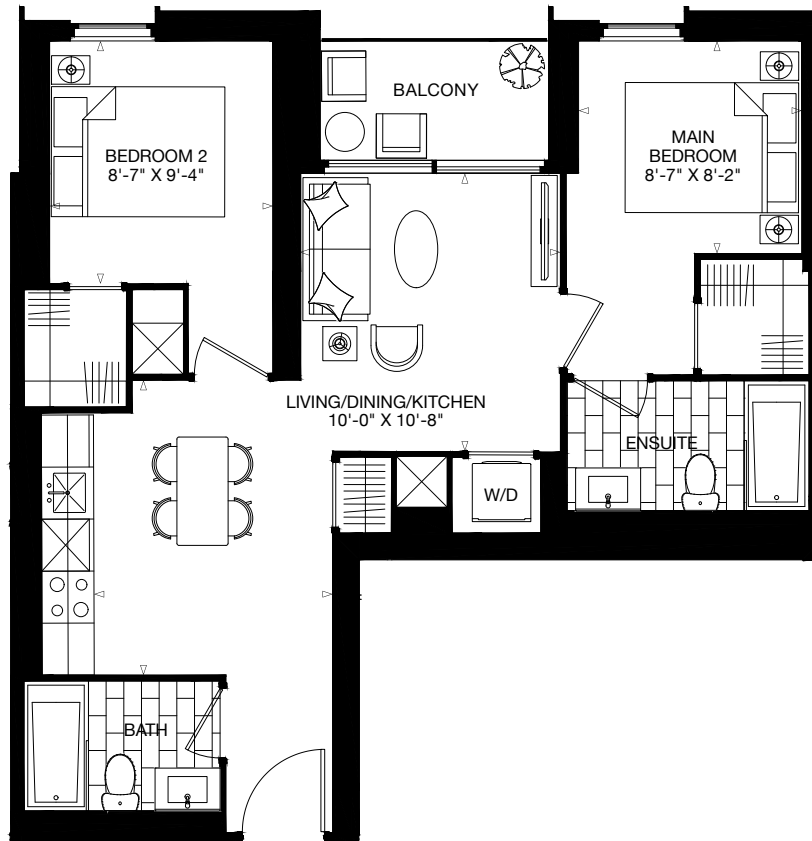 BALCONY
BEDROOM 2
8'-7" X 9'-4"
MAIN
BEDROOM
8'-7" X 8'-2"
LIVING/DINING/KITCHEN
10'-0" X 10'-8"
ENSUITE
W/D
BATH